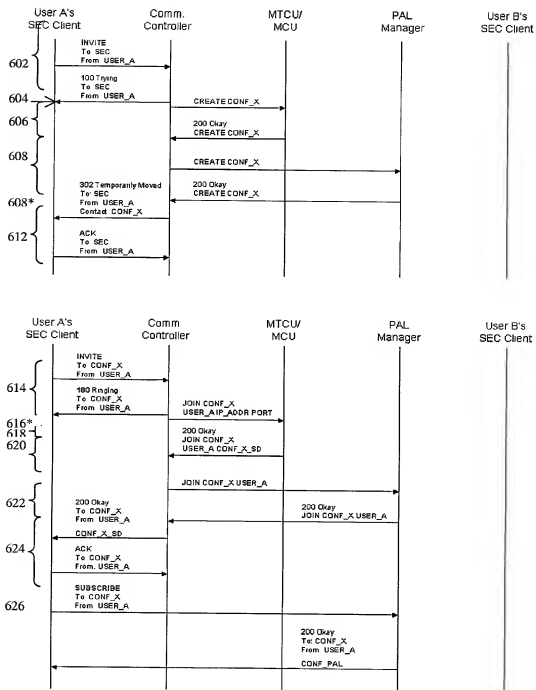 User A's
SEC Client
Comm.
Controller
MTCU/
MCU
PAL
Manager
User B's
SEC Client
602
INVITE
To SEC
From USER_A
100 Trying
To SEC
From USER_A
604
606
CREATE CONF_X
200 Okay
CREATE CONF_X
608
CREATE CONF_X
608*
302 Temporarily Moved
To: SEC
From USER_A
Contact CONF_X
200 Okay
CREATE CONF_X
612
ACK
To SEC
From USER_A
User A's
SEC Client
Comm
Controller
MTCU/
MCU
PAL
Manager
User B's
SEC Client
614
INVITE
To CONF_X
From USER_A
180 Ringing
To CONF_X
From USER_A
616*
618
620
JOIN CONF_X
USER_A IP_ADDR PORT
200 Okay
JOIN CONF_X
USER_A CONF_X_SD
622
JOIN CONF_X USER_A
200 Okay
To CONF_X
From USER_A
200 Okay
JOIN CONF_X USER_A
624
CONF_X_SD
ACK
To CONF_X
From. USER_A
626
SUBSCRIBE
To CONF_X
From USER_A
200 Okay
To: CONF_X
From USER_A
CONF_PAL